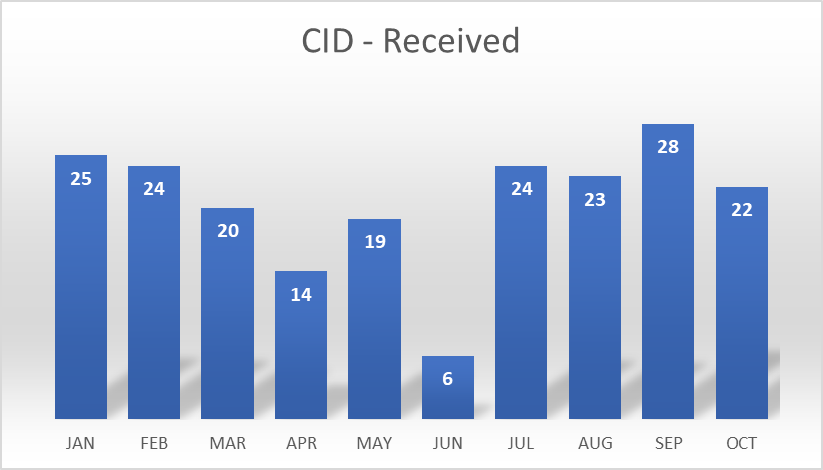 CID - Received
25 24 20 14 19 6 24 23 28 22
JAN FEB MAR APR MAY JUN JUL AUG SEP OCT